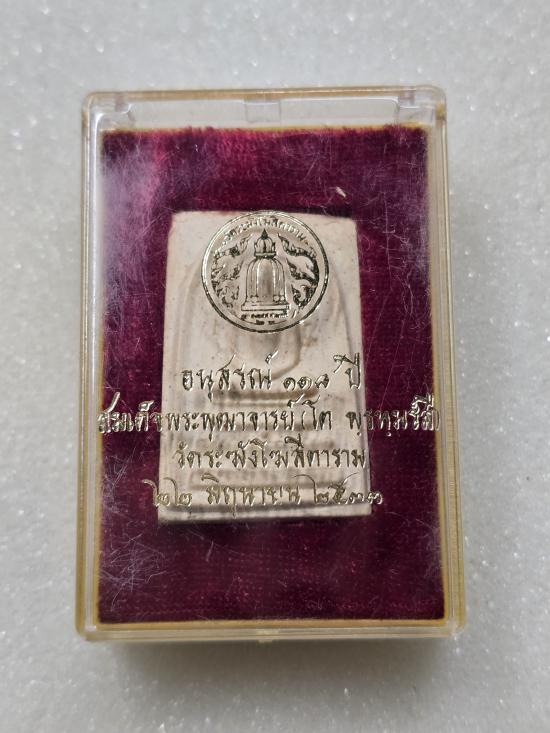 อนุสรณ์ ๑๑๘ ปี
สมเด็จพระพุฒาจารย์ (โต พฺรหฺมรํสี)
วัดระฆังโฆสิตาราม
๒๒ มิถุนายน ๒๕๓๓